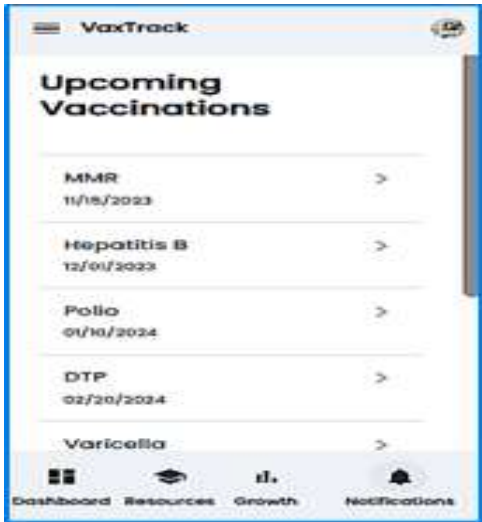 VaxTrack
Upcoming
Vaccinations
MMR
11/15/2023
Hepatitis B
12/01/2023
Polio
01/10/2024
DTP
02/20/2024
Varicella
Dashboard Resources Growth Notifications